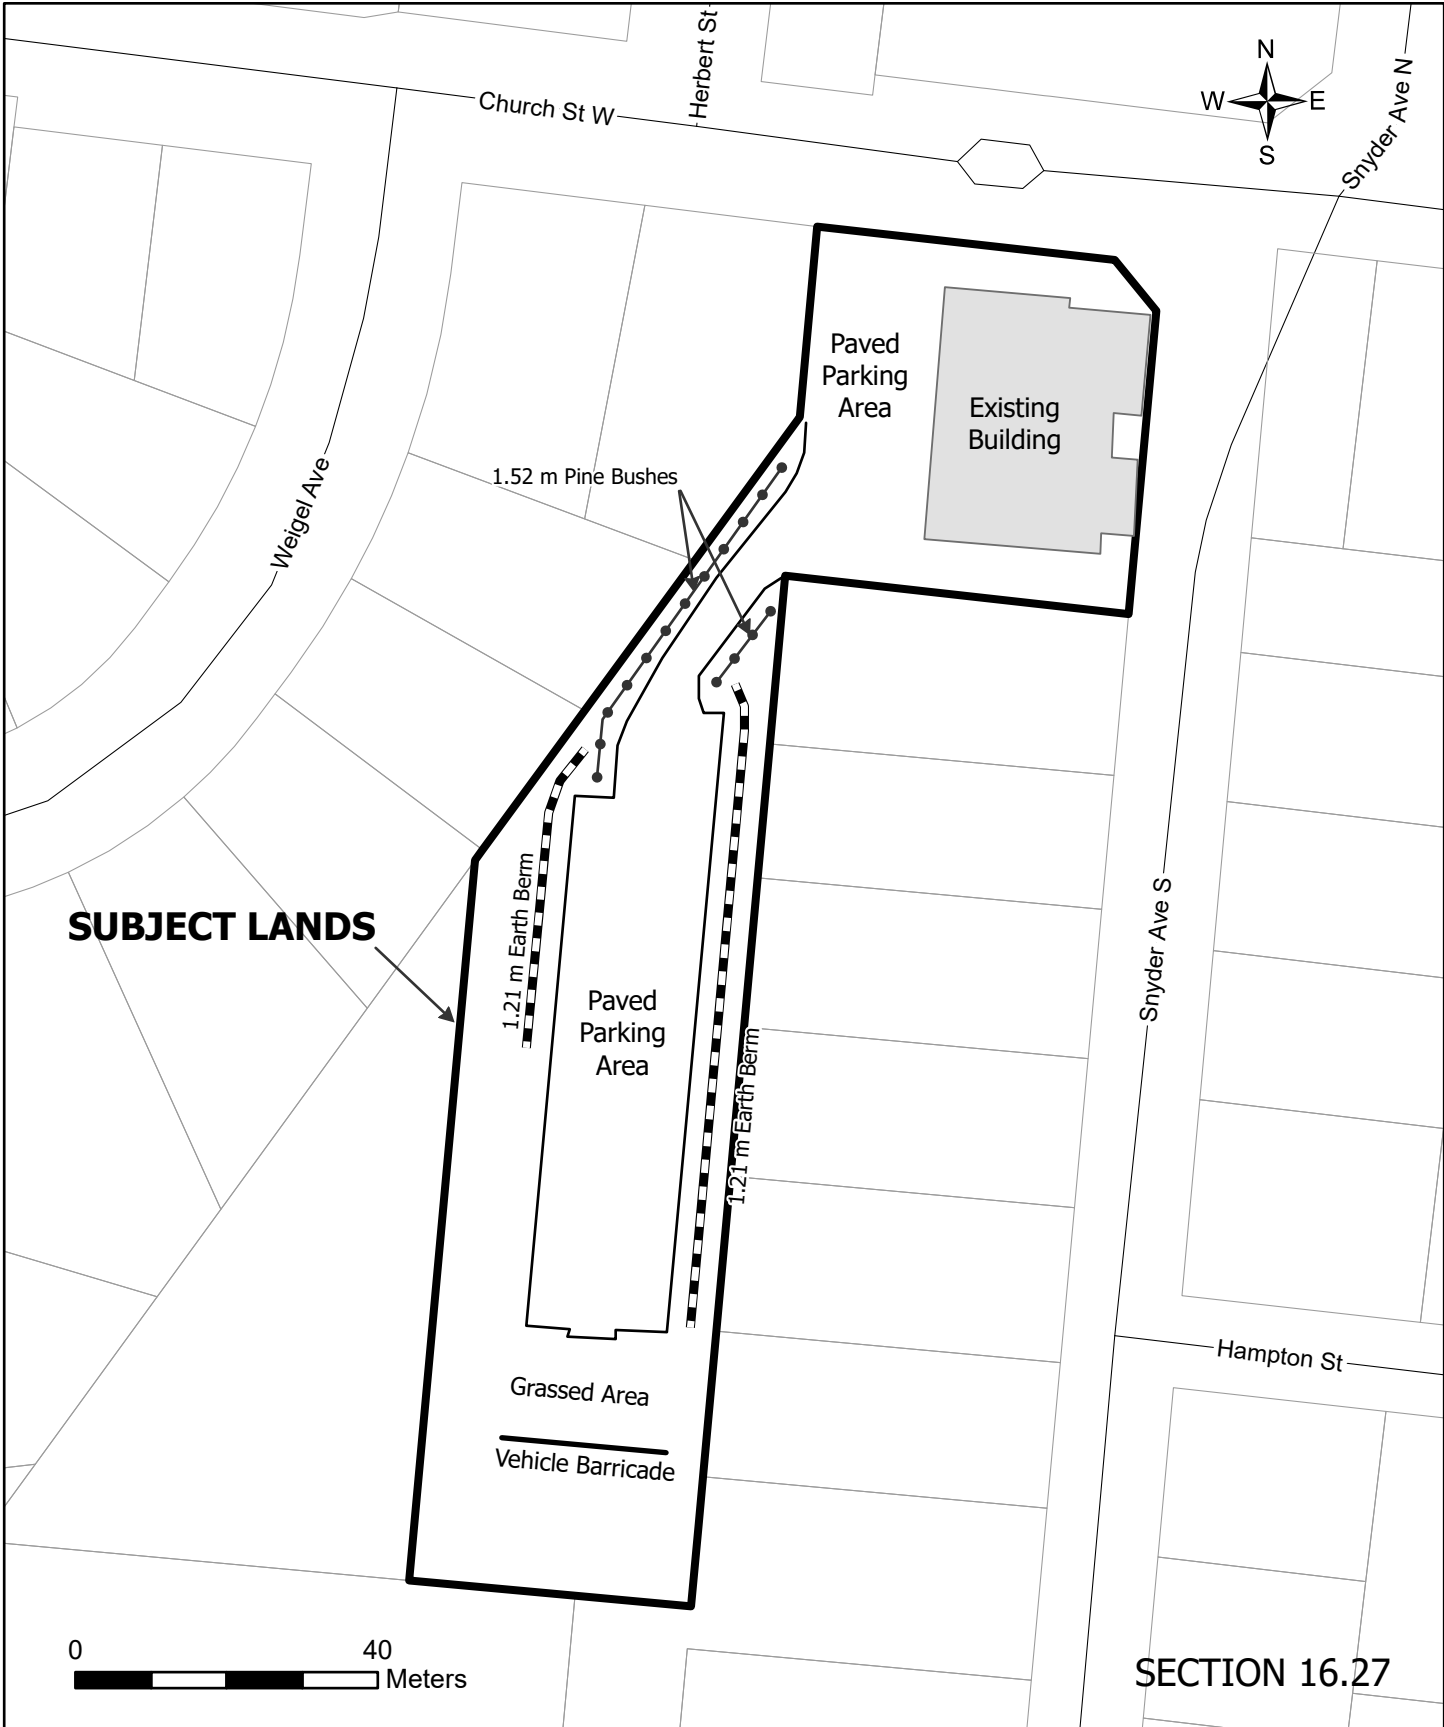 Herbert St
N
W E
S
Church St W
Snyder Ave N
Paved
Parking
Area
Existing
Building
1.52 m Pine Bushes
Weigel Ave
SUBJECT LANDS
1.21 m Earth Berm
Paved
Parking
Area
1.21 m Earth Berm
Snyder Ave S
Hampton St
Grassed Area
Vehicle Barricade
0 40
Meters
SECTION 16.27